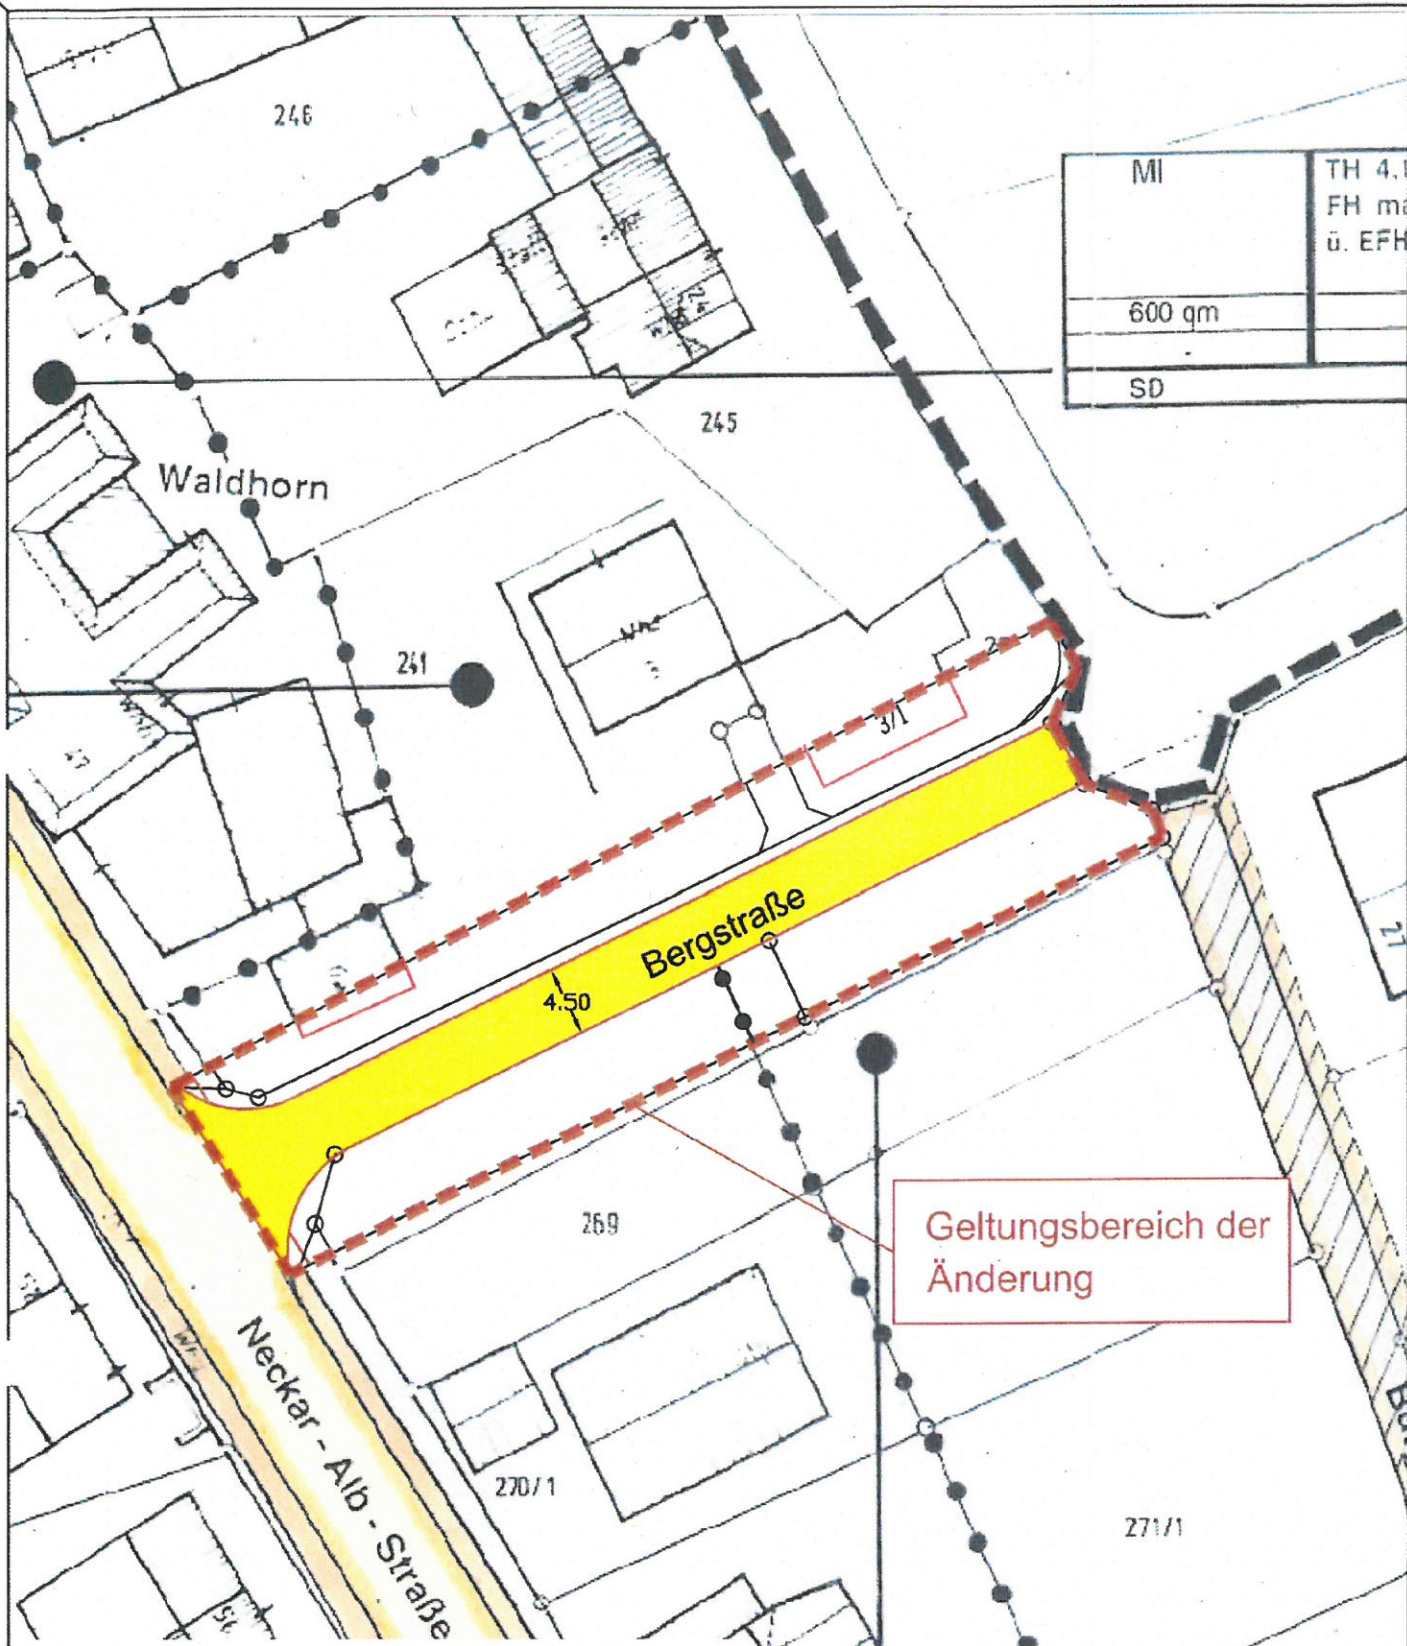 246
MI
TH 4.
FH ma
ü. EFH
600 qm
SD
245
Waldhorn
241
3/1
Bergstraße
4.50
269
Geltungsbereich der
Änderung
Neckar - Alb - Straße
270/1
271/1